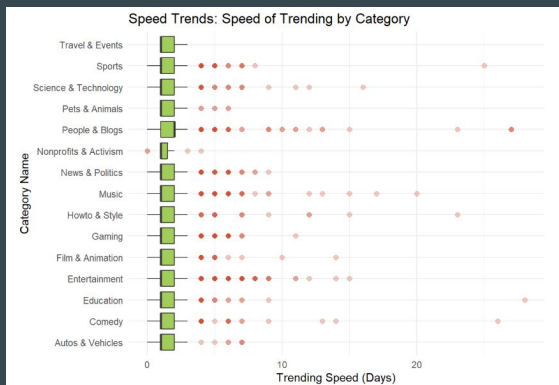 Speed Trends: Speed of Trending by Category
Category Name
Travel & Events
Sports
Science & Technology
Pets & Animals
People & Blogs
Nonprofits & Activism
News & Politics
Music
Howto & Style
Gaming
Film & Animation
Entertainment
Education
Comedy
Autos & Vehicles
0 10 20
Trending Speed (Days)